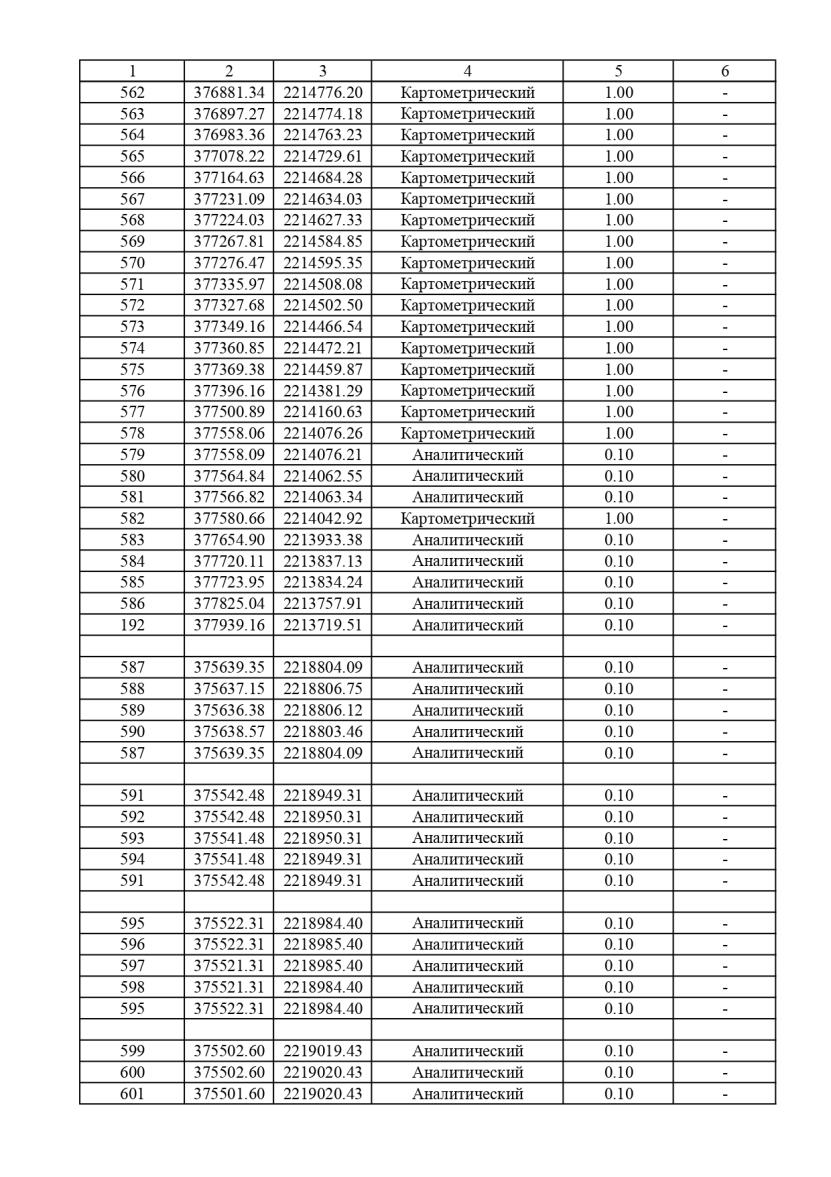 1 2 3 4 5 6
562 376881.34 2214776.20 Картометрический 1.00 -
563 376897.27 2214774.18 Картометрический 1.00 -
564 376983.36 2214763.23 Картометрический 1.00 -
565 377078.22 2214729.61 Картометрический 1.00 -
566 377164.63 2214684.28 Картометрический 1.00 -
567 377231.09 2214634.03 Картометрический 1.00 -
568 377224.03 2214627.33 Картометрический 1.00 -
569 377267.81 2214584.85 Картометрический 1.00 -
570 377276.47 2214595.35 Картометрический 1.00 -
571 377335.97 2214508.08 Картометрический 1.00 -
572 377327.68 2214502.50 Картометрический 1.00 -
573 377349.16 2214466.54 Картометрический 1.00 -
574 377360.85 2214472.21 Картометрический 1.00 -
575 377369.38 2214459.87 Картометрический 1.00 -
576 377396.16 2214381.29 Картометрический 1.00 -
577 377500.89 2214160.63 Картометрический 1.00 -
578 377558.06 2214076.26 Картометрический 1.00 -
579 377558.09 2214076.21 Аналитический 0.10 -
580 377564.84 2214062.55 Аналитический 0.10 -
581 377566.82 2214063.34 Аналитический 0.10 -
582 377580.66 2214042.92 Картометрический 1.00 -
583 377654.90 2213933.38 Аналитический 0.10 -
584 377720.11 2213837.13 Аналитический 0.10 -
585 377723.95 2213834.24 Аналитический 0.10 -
586 377825.04 2213757.91 Аналитический 0.10 -
192 377939.16 2213719.51 Аналитический 0.10 -
587 375639.35 2218804.09 Аналитический 0.10 -
588 375637.15 2218806.75 Аналитический 0.10 -
589 375636.38 2218806.12 Аналитический 0.10 -
590 375638.57 2218803.46 Аналитический 0.10 -
587 375639.35 2218804.09 Аналитический 0.10 -
591 375542.48 2218949.31 Аналитический 0.10 -
592 375542.48 2218950.31 Аналитический 0.10 -
593 375541.48 2218950.31 Аналитический 0.10 -
594 375541.48 2218949.31 Аналитический 0.10 -
591 375542.48 2218949.31 Аналитический 0.10 -
595 375522.31 2218984.40 Аналитический 0.10 -
596 375522.31 2218985.40 Аналитический 0.10 -
597 375521.31 2218985.40 Аналитический 0.10 -
598 375521.31 2218984.40 Аналитический 0.10 -
595 375522.31 2218984.40 Аналитический 0.10 -
599 375502.60 2219019.43 Аналитический 0.10 -
600 375502.60 2219020.43 Аналитический 0.10 -
601 375501.60 2219020.43 Аналитический 0.10 -